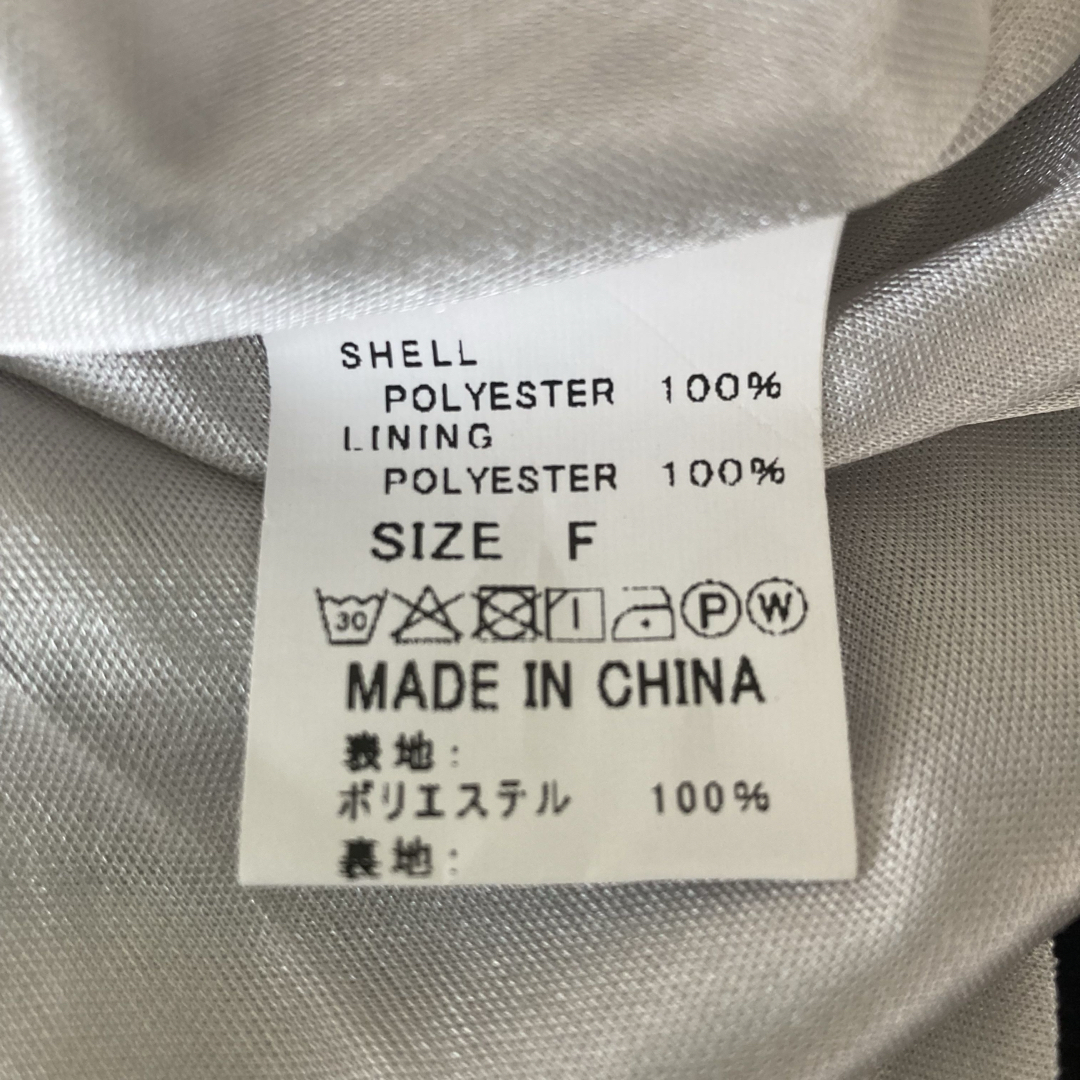 SHELL
POLYESTER 100%
LINING
POLYESTER 100%
SIZE F
30 P W
MADE IN CHINA
表地:
ポリエステル 100%
裏地: